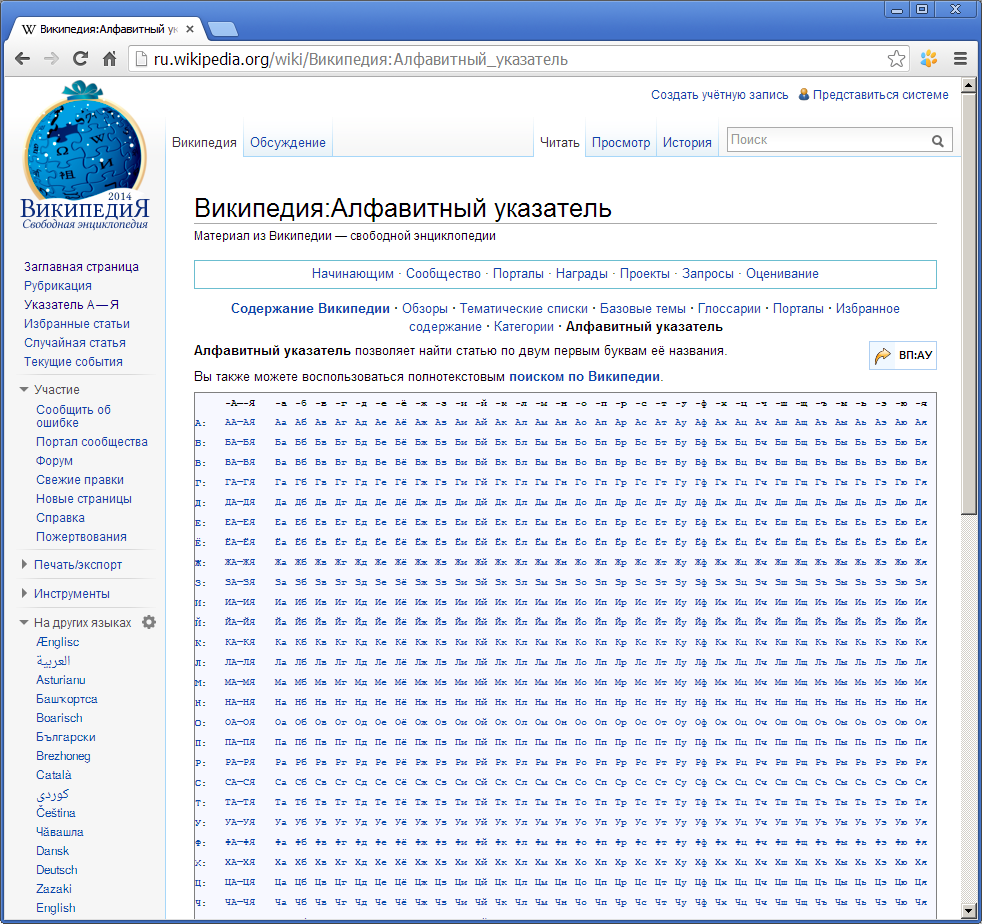 Википедия:Алфавитный ук
ru.wikipedia.org/wiki/Википедия:Алфавитный_указатель
Создать учётную запись Представиться системе
2014
ВикипедиЯ
Свободная энциклопедия
Википедия Обсуждение Читать Просмотр История Поиск
Википедия:Алфавитный указатель
Материал из Википедии — свободной энциклопедии
Начинающим · Сообщество · Порталы · Награды · Проекты · Запросы · Оценивание
Содержание Википедии · Обзоры · Тематические списки · Базовые темы · Глоссарии · Порталы · Избранное
содержание · Категории · Алфавитный указатель
Алфавитный указатель позволяет найти статью по двум первым буквам её названия.
ВП:АУ
Вы также можете воспользоваться полнотекстовым поиском по Википедии.
-А—-Я -а -б -в -г -д -е -ё -ж -з -и -й -к -л -м -н -о -п -р -с -т -у -ф -х -ц -ч -ш -щ -ъ -ы -ь -э -ю -я
А: АА—АЯ Аа Аб Ав Аг Ад Ае Аё Аж Аз Аи Ай Ак Ал Ам Ан Ао Ап Ар Ас Ат Ау Аф Ах Ац Ач Аш Ащ Аъ Аы Аь Аэ Аю Ая
Б: БА—БЯ Ба Бб Бв Бг Бд Бе Бё Бж Бз Би Бй Бк Бл Бм Бн Бо Бп Бр Бс Бт Бу Бф Бх Бц Бч Бш Бщ Бъ Бы Бь Бэ Бю Бя
В: ВА—ВЯ Ва Вб Вв Вг Вд Ве Вё Вж Вз Ви Вй Вк Вл Вм Вн Во Вп Вр Вс Вт Ву Вф Вх Вц Вч Вш Вщ Въ Вы Вь Вэ Вю Вя
Г: ГА—ГЯ Га Гб Гв Гг Гд Ге Гё Гж Гз Ги Гй Гк Гл Гм Гн Го Гп Гр Гс Гт Гу Гф Гх Гц Гч Гш Гщ Гъ Гы Гь Гэ Гю Гя
Д: ДА—ДЯ Да Дб Дв Дг Дд Де Дё Дж Дз Ди Дй Дк Дл Дм Дн До Дп Др Дс Дт Ду Дф Дх Дц Дч Дш Дщ Дъ Ды Дь Дэ Дю Дя
Е: ЕА—ЕЯ Еа Еб Ев Ег Ед Ее Её Еж Ез Еи Ей Ек Ел Ем Ен Ео Еп Ер Ес Ет Еу Еф Ех Ец Еч Еш Ещ Еъ Еы Еь Еэ Ею Ея
Ё: ЁА—ЁЯ Ёа Ёб Ёв Ёг Ёд Ёе Ёё Ёж Ёз Ёи Ёй Ёк Ёл Ём Ён Ёо Ёп Ёр Ёс Ёт Ёу Ёф Ёх Ёц Ёч Ёш Ёщ Ёъ Ёы Ёь Ёэ Ёю Ёя
Ж: ЖА—ЖЯ Жа Жб Жв Жг Жд Же Жё Жж Жз Жи Жй Жк Жл Жм Жн Жо Жп Жр Жс Жт Жу Жф Жх Жц Жч Жш Жщ Жъ Жы Жь Жэ Жю Жя
З: ЗА—ЗЯ За Зб Зв Зг Зд Зе Зё Зж Зз Зи Зй Зк Зл Зм Зн Зо Зп Зр Зс Зт Зу Зф Зх Зц Зч Зш Зщ Зъ Зы Зь Зэ Зю Зя
И: ИА—ИЯ Иа Иб Ив Иг Ид Ие Иё Иж Из Ии Ий Ик Ил Им Ин Ио Ип Ир Ис Ит Иу Иф Их Иц Ич Иш Ищ Иъ Иы Иь Иэ Ию Ия
Й: ЙА—ЙЯ Йа Йб Йв Йг Йд Йе Йё Йж Йз Йи Йй Йк Йл Йм Йн Йо Йп Йр Йс Йт Йу Йф Йх Йц Йч Йш Йщ Йъ Йы Йь Йэ Йю Йя
К: КА—КЯ Ка Кб Кв Кг Кд Ке Кё Кж Кз Ки Кй Кк Кл Км Кн Ко Кп Кр Кс Кт Ку Кф Кх Кц Кч Кш Кщ Къ Кы Кь Кэ Кю Кя
Л: ЛА—ЛЯ Ла Лб Лв Лг Лд Ле Лё Лж Лз Ли Лй Лк Лл Лм Лн Ло Лп Лр Лс Лт Лу Лф Лх Лц Лч Лш Лщ Лъ Лы Ль Лэ Лю Ля
М: МА—МЯ Ма Мб Мв Мг Мд Ме Мё Мж Мз Ми Мй Мк Мл Мм Мн Мо Мп Мр Мс Мт Му Мф Мх Мц Мч Мш Мщ Мъ Мы Мь Мэ Мю Мя
Н: НА—НЯ На Нб Нв Нг Нд Не Нё Нж Нз Ни Нй Нк Нл Нм Нн Но Нп Нр Нс Нт Ну Нф Нх Нц Нч Нш Нщ Нъ Ны Нь Нэ Ню Ня
О: ОА—ОЯ Оа Об Ов Ог Од Ое Оё Ож Оз Ои Ой Ок Ол Ом Он Оо Оп Ор Ос От Оу Оф Ох Оц Оч Ош Ощ Оъ Оы Оь Оэ Ою Оя
П: ПА—ПЯ Па Пб Пв Пг Пд Пе Пё Пж Пз Пи Пй Пк Пл Пм Пн По Пп Пр Пс Пт Пу Пф Пх Пц Пч Пш Пщ Пъ Пы Пь Пэ Пю Пя
Р: РА—РЯ Ра Рб Рв Рг Рд Ре Рё Рж Рз Ри Рй Рк Рл Рм Рн Ро Рп Рр Рс Рт Ру Рф Рх Рц Рч Рш Рщ Ръ Ры Рь Рэ Рю Ря
С: СА—СЯ Са Сб Св Сг Сд Се Сё Сж Сз Си Сй Ск Сл См Сн Со Сп Ср Сс Ст Су Сф Сх Сц Сч Сш Сщ Съ Сы Сь Сэ Сю Ся
Т: ТА—ТЯ Та Тб Тв Тг Тд Те Тё Тж Тз Ти Тй Тк Тл Тм Тн То Тп Тр Тс Тт Ту Тф Тх Тц Тч Тш Тщ Тъ Ты Ть Тэ Тю Тя
У: УА—УЯ Уа Уб Ув Уг Уд Уе Уё Уж Уз Уи Уй Ук Ул Ум Ун Уо Уп Ур Ус Ут Уу Уф Ух Уц Уч Уш Ущ Уъ Уы Уь Уэ Ую Уя
Ф: ФА—ФЯ Фа Фб Фв Фг Фд Фе Фё Фж Фз Фи Фй Фк Фл Фм Фн Фо Фп Фр Фс Фт Фу Фф Фх Фц Фч Фш Фщ Фъ Фы Фь Фэ Фю Фя
Х: ХА—ХЯ Ха Хб Хв Хг Хд Хе Хё Хж Хз Хи Хй Хк Хл Хм Хн Хо Хп Хр Хс Хт Ху Хф Хх Хц Хч Хш Хщ Хъ Хы Хь Хэ Хю Хя
Ц: ЦА—ЦЯ Ца Цб Цв Цг Цд Це Цё Цж Цз Ци Цй Цк Цл Цм Цн Цо Цп Цр Цс Цт Цу Цф Цх Цц Цч Цш Цщ Цъ Цы Ць Цэ Цю Ця
Ч: ЧА—ЧЯ Ча Чб Чв Чг Чд Че Чё Чж Чз Чи Чй Чк Чл Чм Чн Чо Чп Чр Чс Чт Чу Чф Чх Чц Чч Чш Чщ Чъ Чы Чь Чэ Чю Чя
Заглавная страница
Рубрикация
Указатель А — Я
Избранные статьи
Случайная статья
Текущие события
Участие
Сообщить об
ошибке
Портал сообщества
Форум
Свежие правки
Новые страницы
Справка
Пожертвования
Печать/экспорт
Инструменты
На других языках
Ænglisc
العربية
Asturianu
Башҡортса
Boarisch
Български
Brezhoneg
Català
کوردی
Čeština
Чӑвашла
Dansk
Deutsch
Zazaki
English